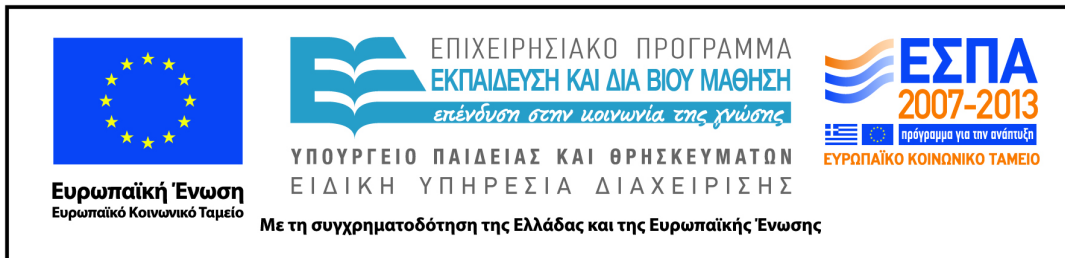 Ευρωπαϊκή Ένωση
Ευρωπαϊκό Κοινωνικό Ταμείο
ΕΠΙΧΕΙΡΗΣΙΑΚΟ ΠΡΟΓΡΑΜΜΑ
ΕΚΠΑΙΔΕΥΣΗ ΚΑΙ ΔΙΑ ΒΙΟΥ ΜΑΘΗΣΗ
επένδυση στην κοινωνία της γνώσης
ΥΠΟΥΡΓΕΙΟ ΠΑΙΔΕΙΑΣ ΚΑΙ ΘΡΗΣΚΕΥΜΑΤΩΝ
ΕΙΔΙΚΗ ΥΠΗΡΕΣΙΑ ΔΙΑΧΕΙΡΙΣΗΣ
ΕΣΠΑ
2007-2013
πρόγραμμα για την ανάπτυξη
ΕΥΡΩΠΑΪΚΟ ΚΟΙΝΩΝΙΚΟ ΤΑΜΕΙΟ
Με τη συγχρηματοδότηση της Ελλάδας και της Ευρωπαϊκής Ένωσης